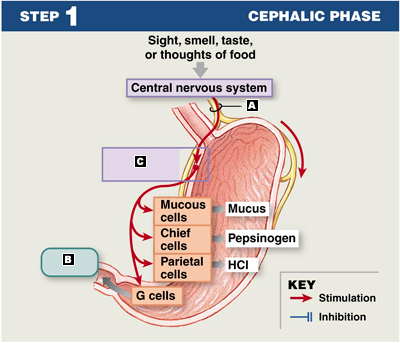 STEP 1
CEPHALIC PHASE
Sight, smell, taste,
or thoughts of food
Central nervous system
A
C
Mucous
cells
Mucus
Chief
cells
Pepsinogen
Parietal
cells
HCl
B
G cells
KEY
Stimulation
Inhibition